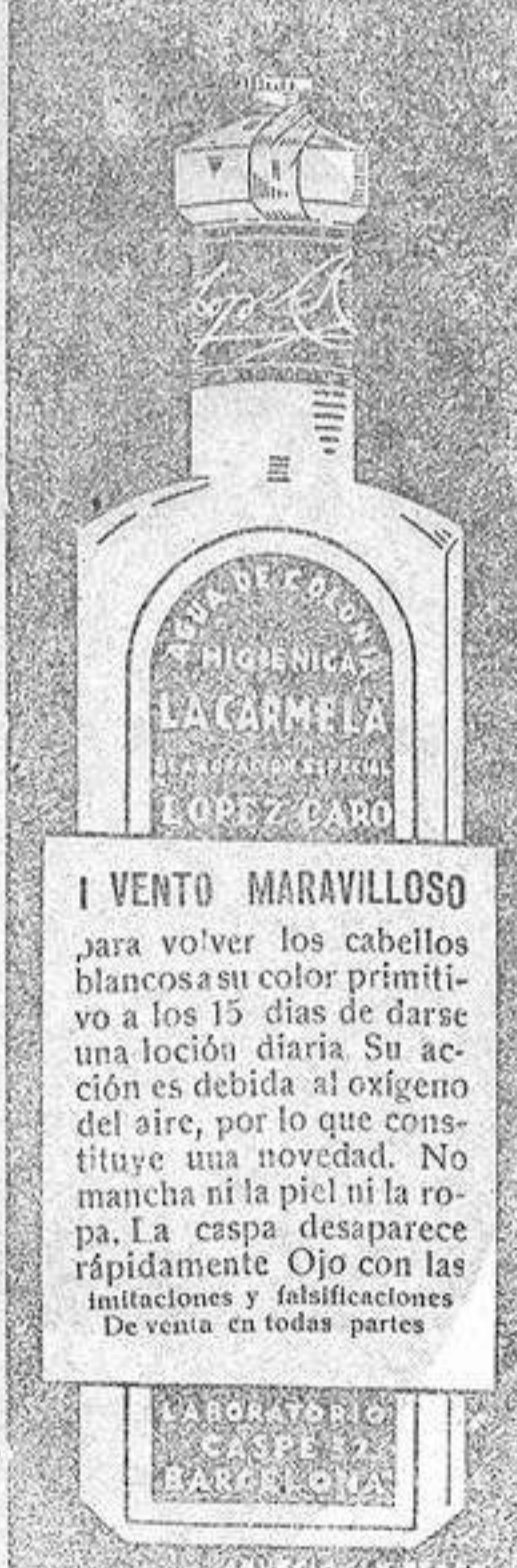 AGUA DE COLONIA
HIGIENICA
LA CARMELA
ESPECIAL
LOPEZ CARO
I VENTO MARAVILLOSO
para volver los cabellos
blancos a su color primiti-
vo a los 15 dias de darse
una loción diaria Su ac-
ción es debida al oxígeno
del aire, por lo que cons-
tituye una novedad. No
mancha ni la piel ni la ro-
pa. La caspa desaparece
rápidamente Ojo con las
imitaciones y falsificaciones
De venta en todas partes
LABORATORIO
CASPE 32
BARCELONA